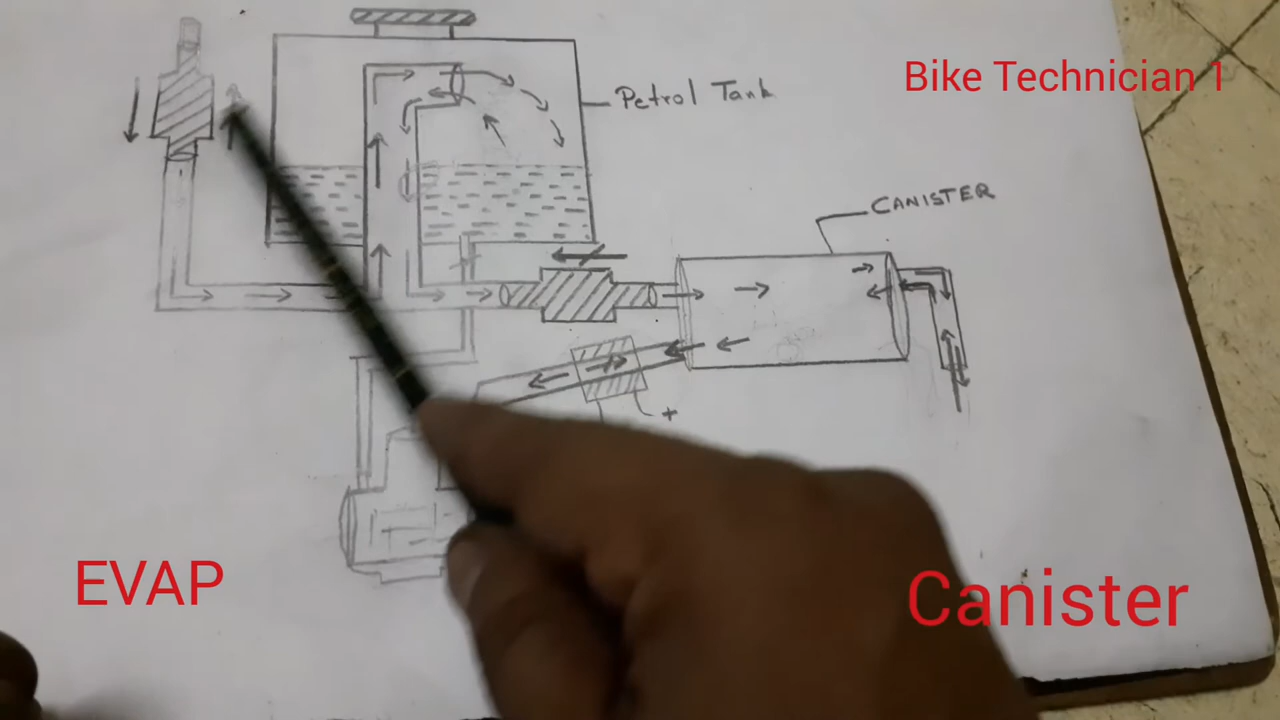 Bike Technician 1
Petrol Tank
CANISTER
+
EVAP
Canister